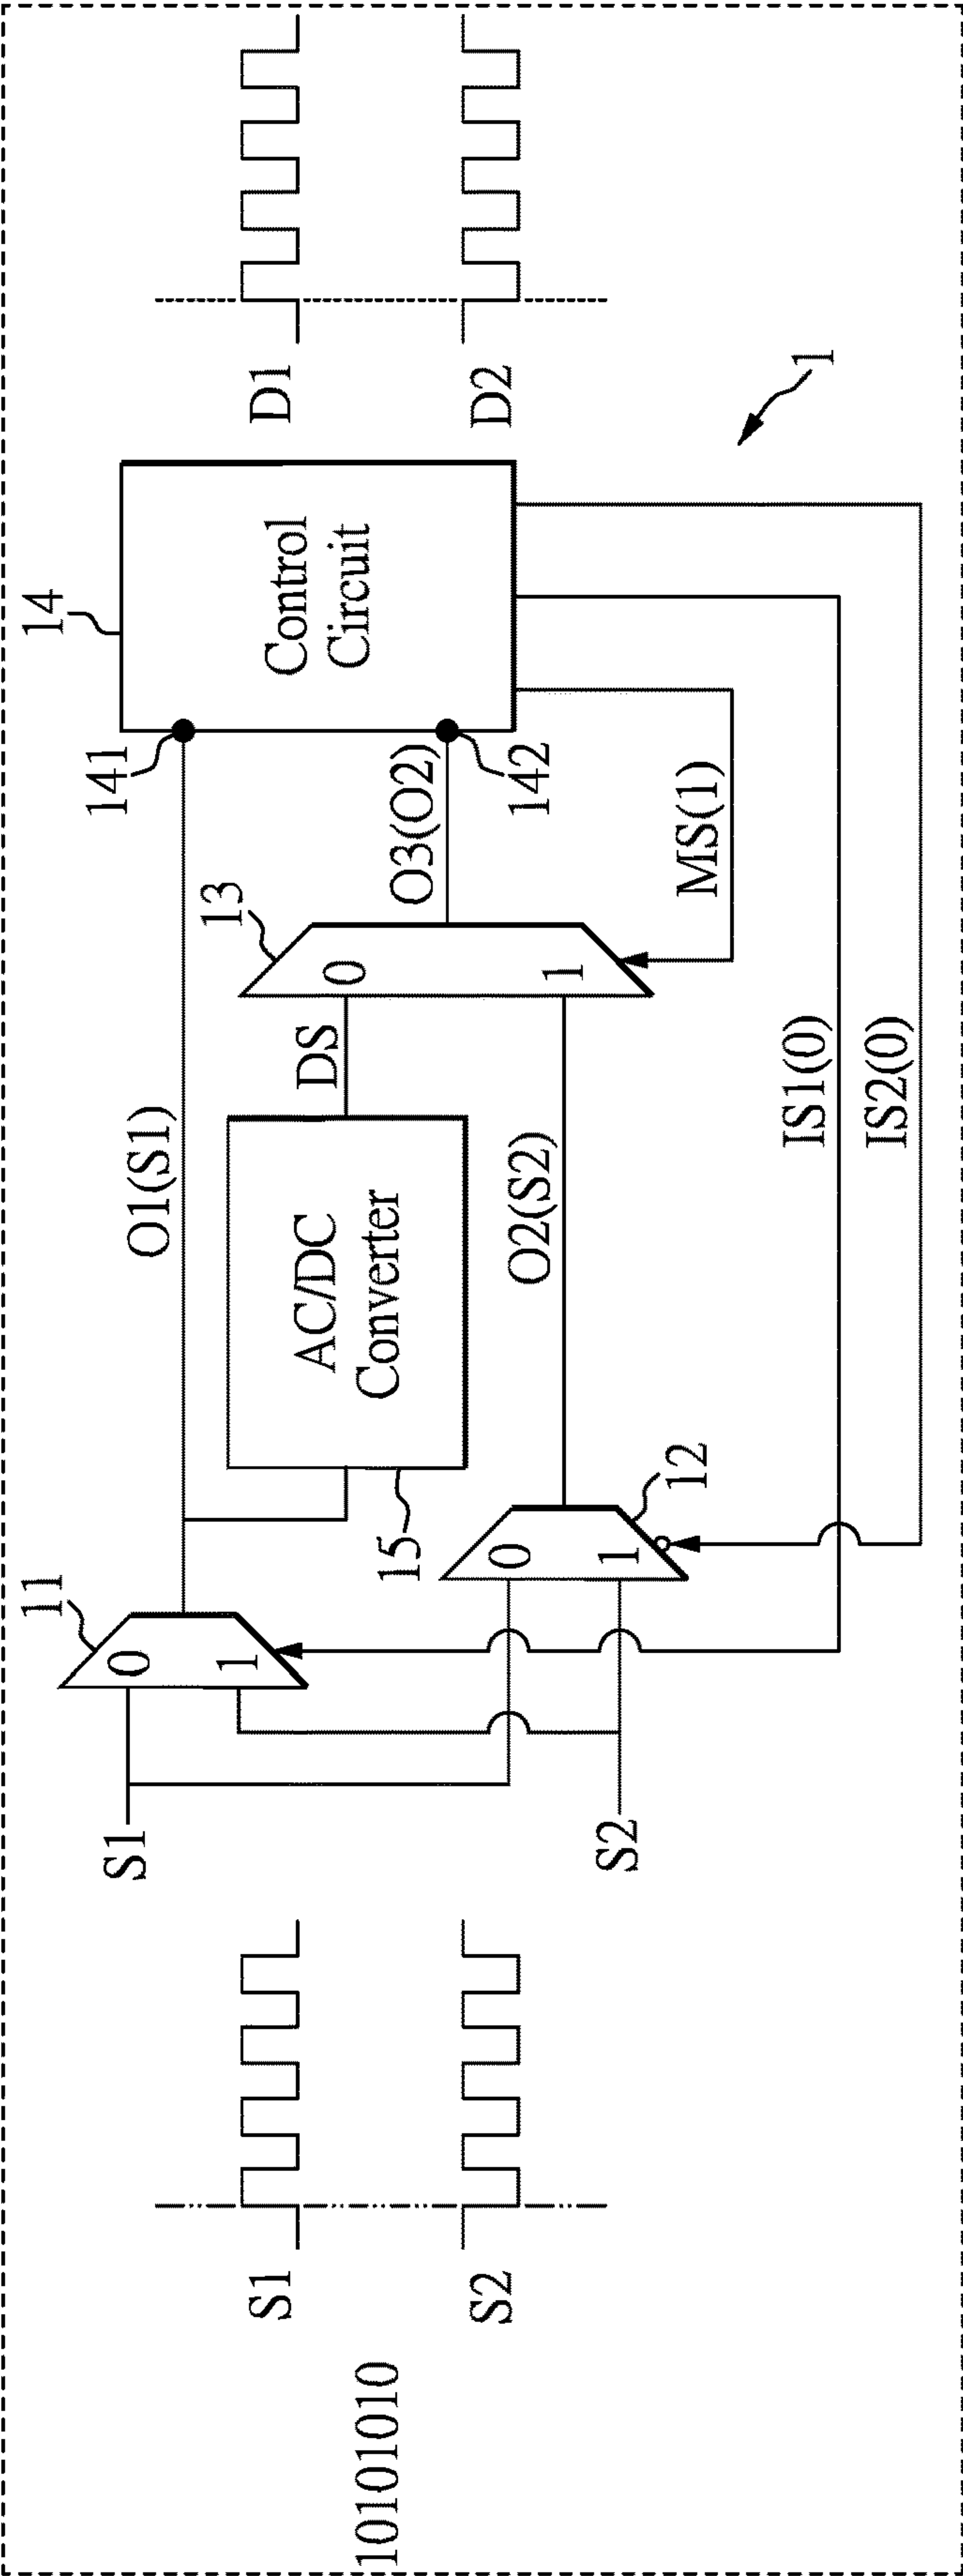 10101010
S1
S2
S1
S2
11
0
1
12
0
1
15
AC/DC
Converter
O1(S1)
DS
O2(S2)
13
0
1
O3(O2)
141
142
14
Control
Circuit
MS(1)
IS1(0)
IS2(0)
D1
D2
1